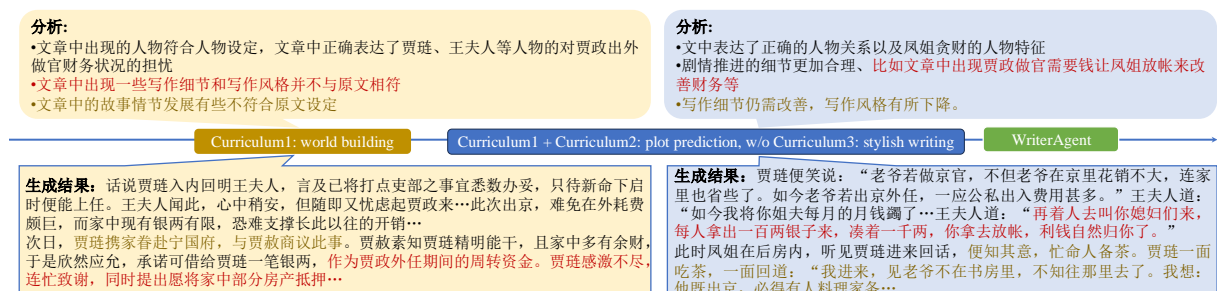 分析:
•文章中出现的人物符合人物设定，文章中正确表达了贾琏、王夫人等人物的对贾政出外
做官财务状况的担忧
•文章中出现一些写作细节和写作风格并不与原文相符
•文章中的故事情节发展有些不符合原文设定
分析:
•文中表达了正确的人物关系以及凤姐贪财的人物特征
•剧情推进的细节更加合理、比如文章中出现贾政做官需要钱让凤姐放帐来改
善财务等
•写作细节仍需改善，写作风格有所下降。
Curriculum1: world building
Curriculum1 + Curriculum2: plot prediction, w/o Curriculum3: stylish writing
WriterAgent
生成结果：话说贾琏入内回明王夫人，言及已将打点吏部之事宜悉数办妥，只待新命下启
时便能上任。王夫人闻此，心中稍安，但随即又忧虑起贾政来…此次出京，难免在外耗费
颇巨，而家中现有银两有限，恐难支撑长此以往的开销…
次日，贾琏携家眷赴宁国府，与贾赦商议此事。贾赦素知贾琏精明能干，且家中多有余财，
于是欣然应允，承诺可借给贾琏一笔银两，作为贾政外任期间的周转资金。贾琏感激不尽，
连忙致谢，同时提出愿将家中部分房产抵押…
生成结果：贾琏便笑说：“老爷若做京官，不但老爷在京里花销不大，连家
里也省些了。如今老爷若出京外任，一应公私出入费用甚多。”王夫人道：
“如今我将你姐夫每月的月钱蠲了…王夫人道：“再着人去叫你媳妇们来，
每人拿出一百两银子来，凑着一千两，你拿去放帐，利钱自然归你了。”
此时凤姐在后房内，听见贾琏进来回话，便知其意，忙命人备茶。贾琏一面
吃茶，一面回道：“我进来，见老爷不在书房里，不知往那里去了。我想：
他既出京，必得有人料理家务…